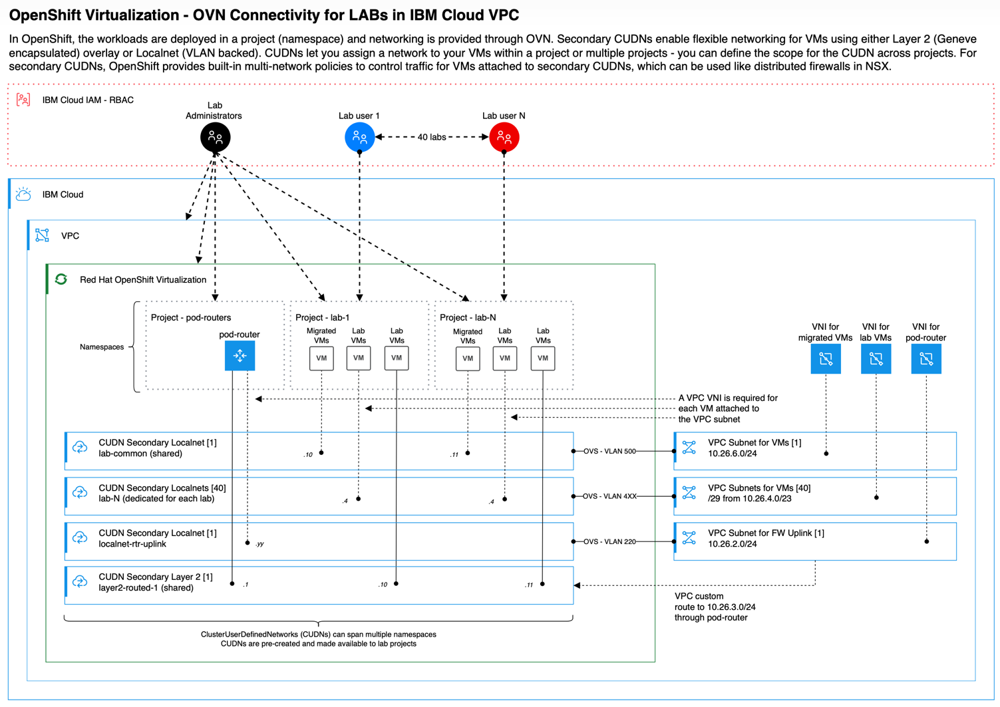 OpenShift Virtualization - OVN Connectivity for LABs in IBM Cloud VPC
In OpenShift, the workloads are deployed in a project (namespace) and networking is provided through OVN. Secondary CUDNs enable flexible networking for VMs using either Layer 2 (Geneve
encapsulated) overlay or Localnet (VLAN backed). CUDNs let you assign a network to your VMs within a project or multiple projects - you can define the scope for the CUDN across projects. For
secondary CUDNs, OpenShift provides built-in multi-network policies to control traffic for VMs attached to secondary CUDNs, which can be used like distributed firewalls in NSX.
IBM Cloud IAM - RBAC
Lab
Administrators
Lab user 1
40 labs
Lab user N
IBM Cloud
VPC
Red Hat OpenShift Virtualization
Namespaces
Project - pod-routers
pod-router
Project - lab-1
Migrated
VMs
VM
Lab
VMs
VM
Lab
VMs
VM
Project - lab-N
Migrated
VMs
VM
Lab
VMs
VM
Lab
VMs
VM
VNI for
migrated VMs
VNI for
lab VMs
VNI for
pod-router
A VPC VNI is required for
each VM attached to
the VPC subnet
CUDN Secondary Localnet [1]
lab-common (shared)
.10
.11
OVS - VLAN 500
VPC Subnet for VMs [1]
10.26.6.0/24
CUDN Secondary Localnets [40]
lab-N (dedicated for each lab)
.4
.4
OVS - VLAN 4XX
VPC Subnets for VMs [40]
/29 from 10.26.4.0/23
CUDN Secondary Localnet [1]
localnet-rtr-uplink
.yy
OVS - VLAN 220
VPC Subnet for FW Uplink [1]
10.26.2.0/24
CUDN Secondary Layer 2 [1]
layer2-routed-1 (shared)
.1
.10
.11
VPC custom
route to 10.26.3.0/24
through pod-router
ClusterUserDefinedNetworks (CUDNs) can span multiple namespaces
CUDNs are pre-created and made available to lab projects